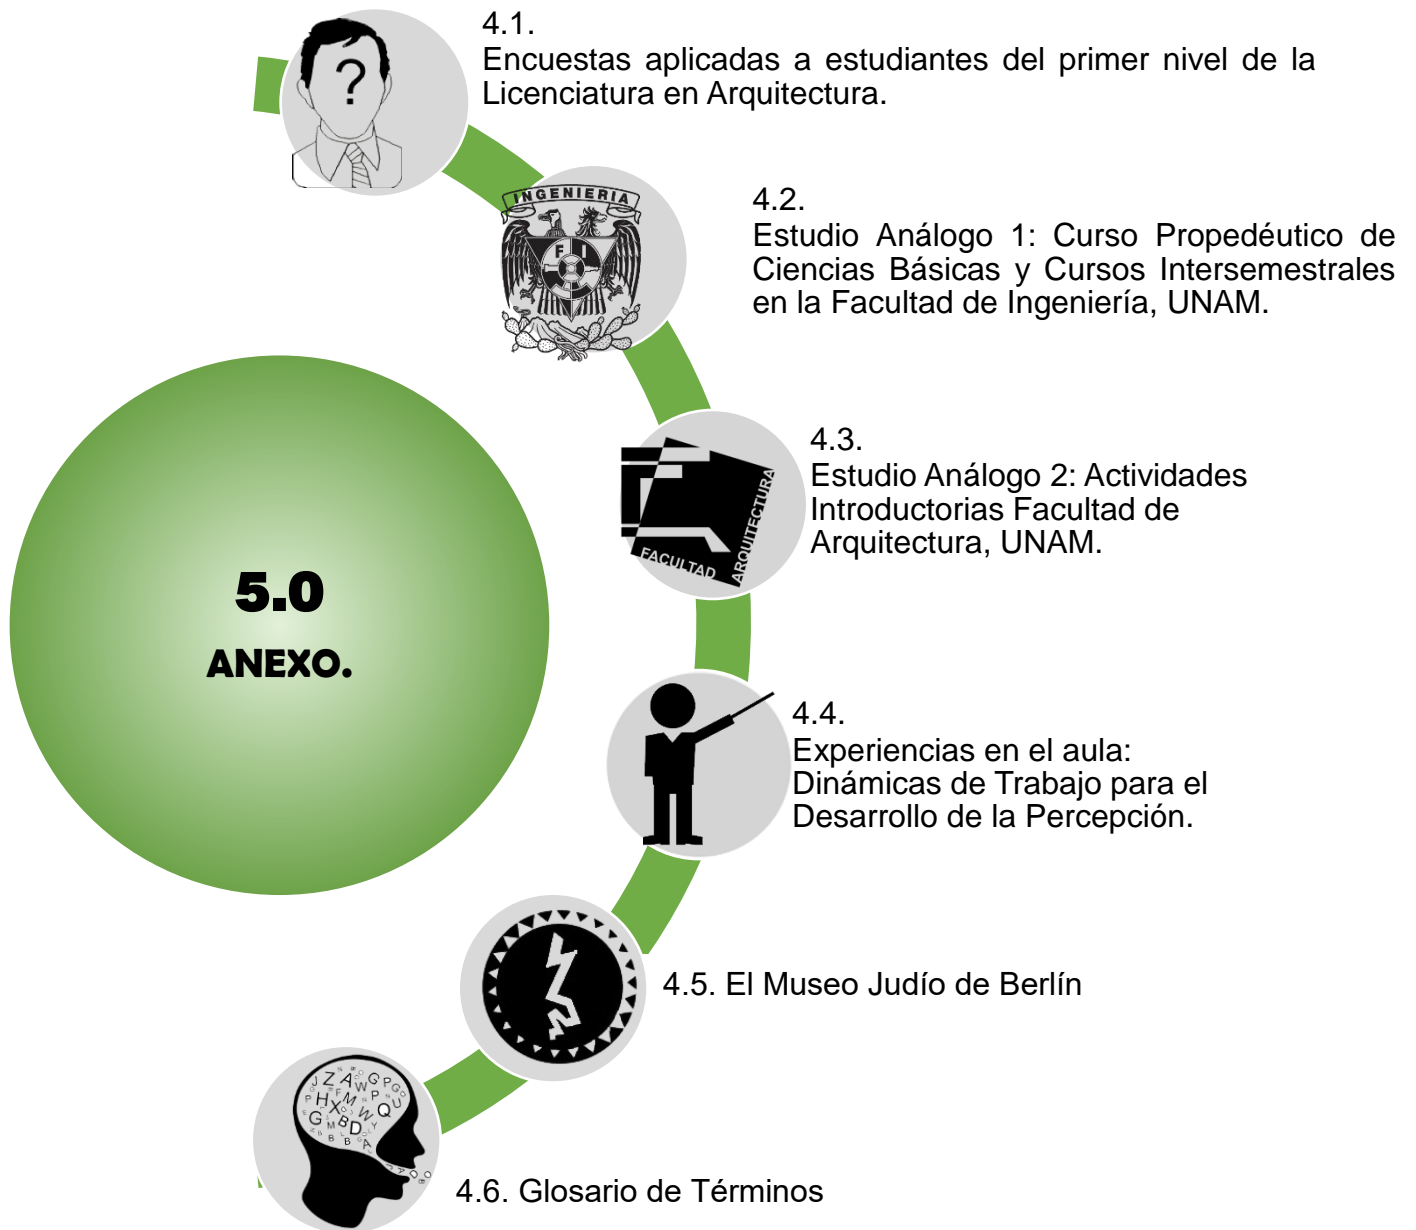 4.1.
Encuestas aplicadas a estudiantes del primer nivel de la
Licenciatura en Arquitectura.
?
INGENIERIA
F I
4.2.
Estudio Análogo 1: Curso Propedéutico de
Ciencias Básicas y Cursos Intersemestrales
en la Facultad de Ingeniería, UNAM.
4.3.
Estudio Análogo 2: Actividades
Introductorias Facultad de
Arquitectura, UNAM.
FACULTAD
ARQUITECTURA
5.0
ANEXO.
4.4.
Experiencias en el aula:
Dinámicas de Trabajo para el
Desarrollo de la Percepción.
4.5. El Museo Judío de Berlín
4.6. Glosario de Términos